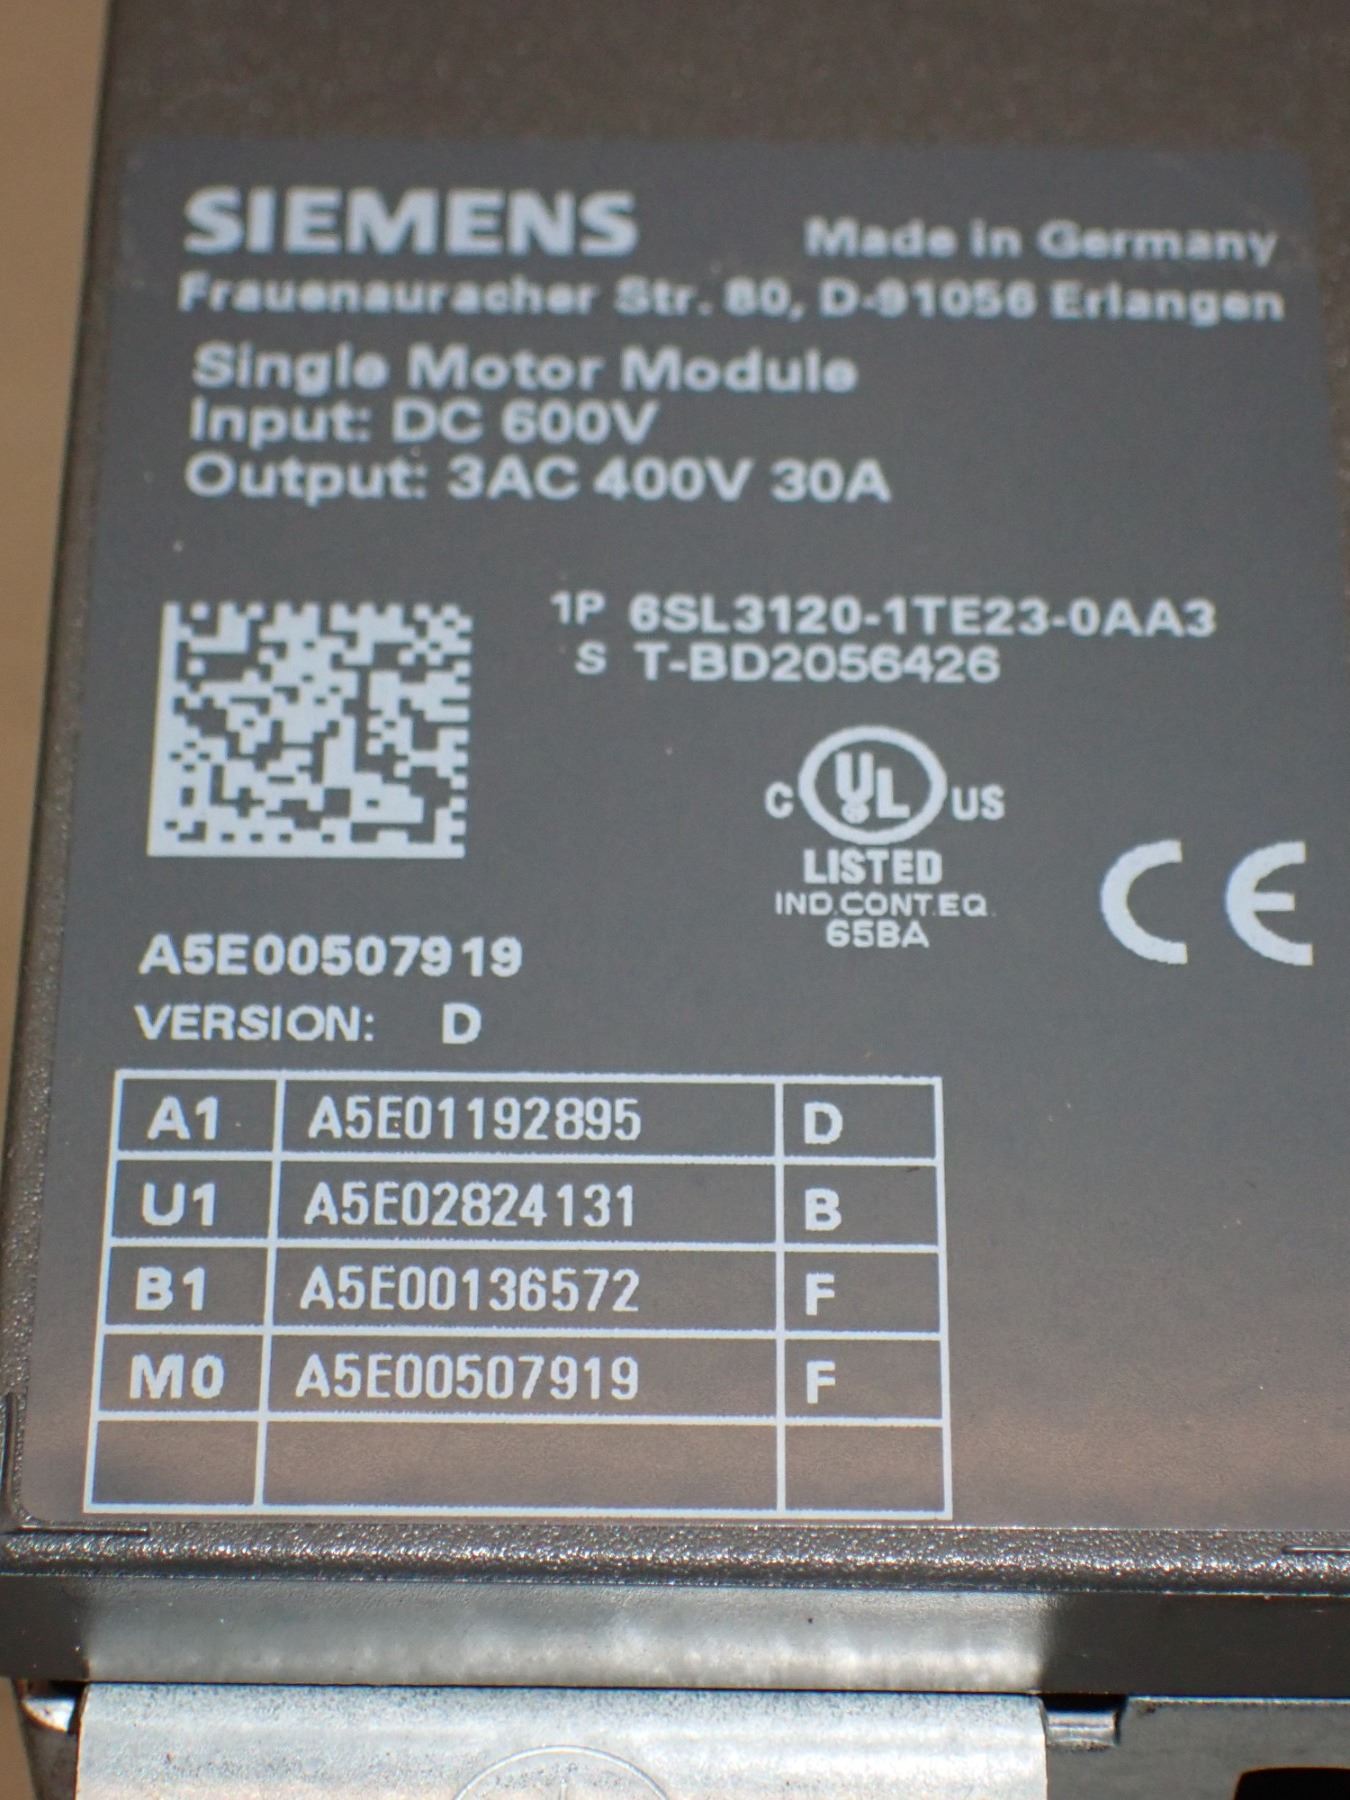 SIEMENS Made in Germany
Frauenauracher Str. 80, D-91056 Erlangen
Single Motor Module
Input: DC 600V
Output: 3AC 400V 30A
1P 6SL3120-1TE23-0AA3
S T-BD2056426
C UL US
LISTED
IND.CONT.EQ.
65BA
CE
A5E00507919
VERSION: D
A1 A5E01192895 D
U1 A5E02824131 B
B1 A5E00136572 F
M0 A5E00507919 F